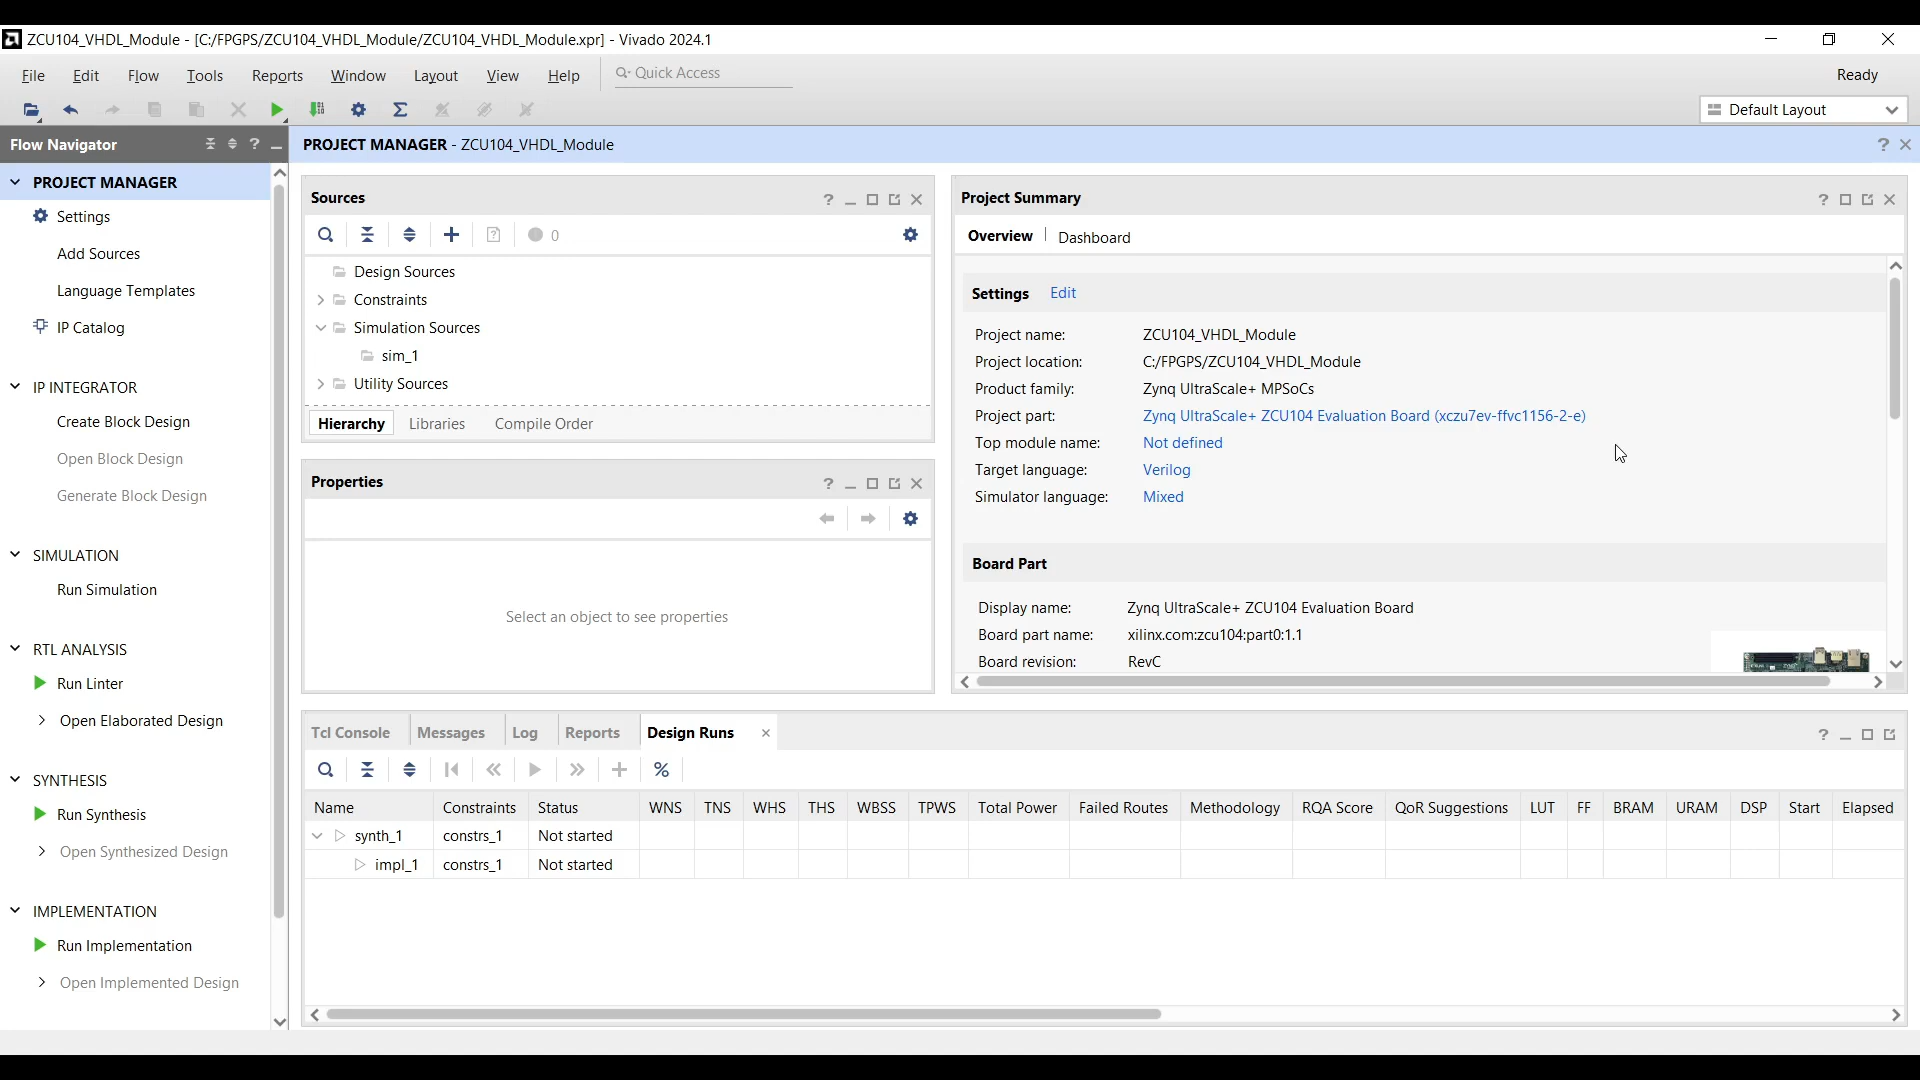 ZCU104_VHDL_Module - [C:/FPGPS/ZCU104_VHDL_Module/ZCU104_VHDL_Module.xpr] - Vivado 2024.1
File Edit Flow Tools Reports Window Layout View Help Quick Access Ready
Default Layout
Flow Navigator
PROJECT MANAGER
Settings
Add Sources
Language Templates
IP Catalog
IP INTEGRATOR
Create Block Design
Open Block Design
Generate Block Design
SIMULATION
Run Simulation
RTL ANALYSIS
Run Linter
Open Elaborated Design
SYNTHESIS
Run Synthesis
Open Synthesized Design
IMPLEMENTATION
Run Implementation
Open Implemented Design
PROJECT MANAGER - ZCU104_VHDL_Module
Sources
0
Design Sources
Constraints
Simulation Sources
sim_1
Utility Sources
Hierarchy Libraries Compile Order
Properties
Select an object to see properties
Project Summary
Overview Dashboard
Settings Edit
Project name: ZCU104_VHDL_Module
Project location: C:/FPGPS/ZCU104_VHDL_Module
Product family: Zynq UltraScale+ MPSoCs
Project part: Zynq UltraScale+ ZCU104 Evaluation Board (xczu7ev-ffvc1156-2-e)
Top module name: Not defined
Target language: Verilog
Simulator language: Mixed
Board Part
Display name: Zynq UltraScale+ ZCU104 Evaluation Board
Board part name: xilinx.com:zcu104:part0:1.1
Board revision: RevC
Tcl Console Messages Log Reports Design Runs
Name Constraints Status WNS TNS WHS THS WBSS TPWS Total Power Failed Routes Methodology RQA Score QoR Suggestions LUT FF BRAM URAM DSP Start Elapsed
synth_1 constrs_1 Not started
impl_1 constrs_1 Not started